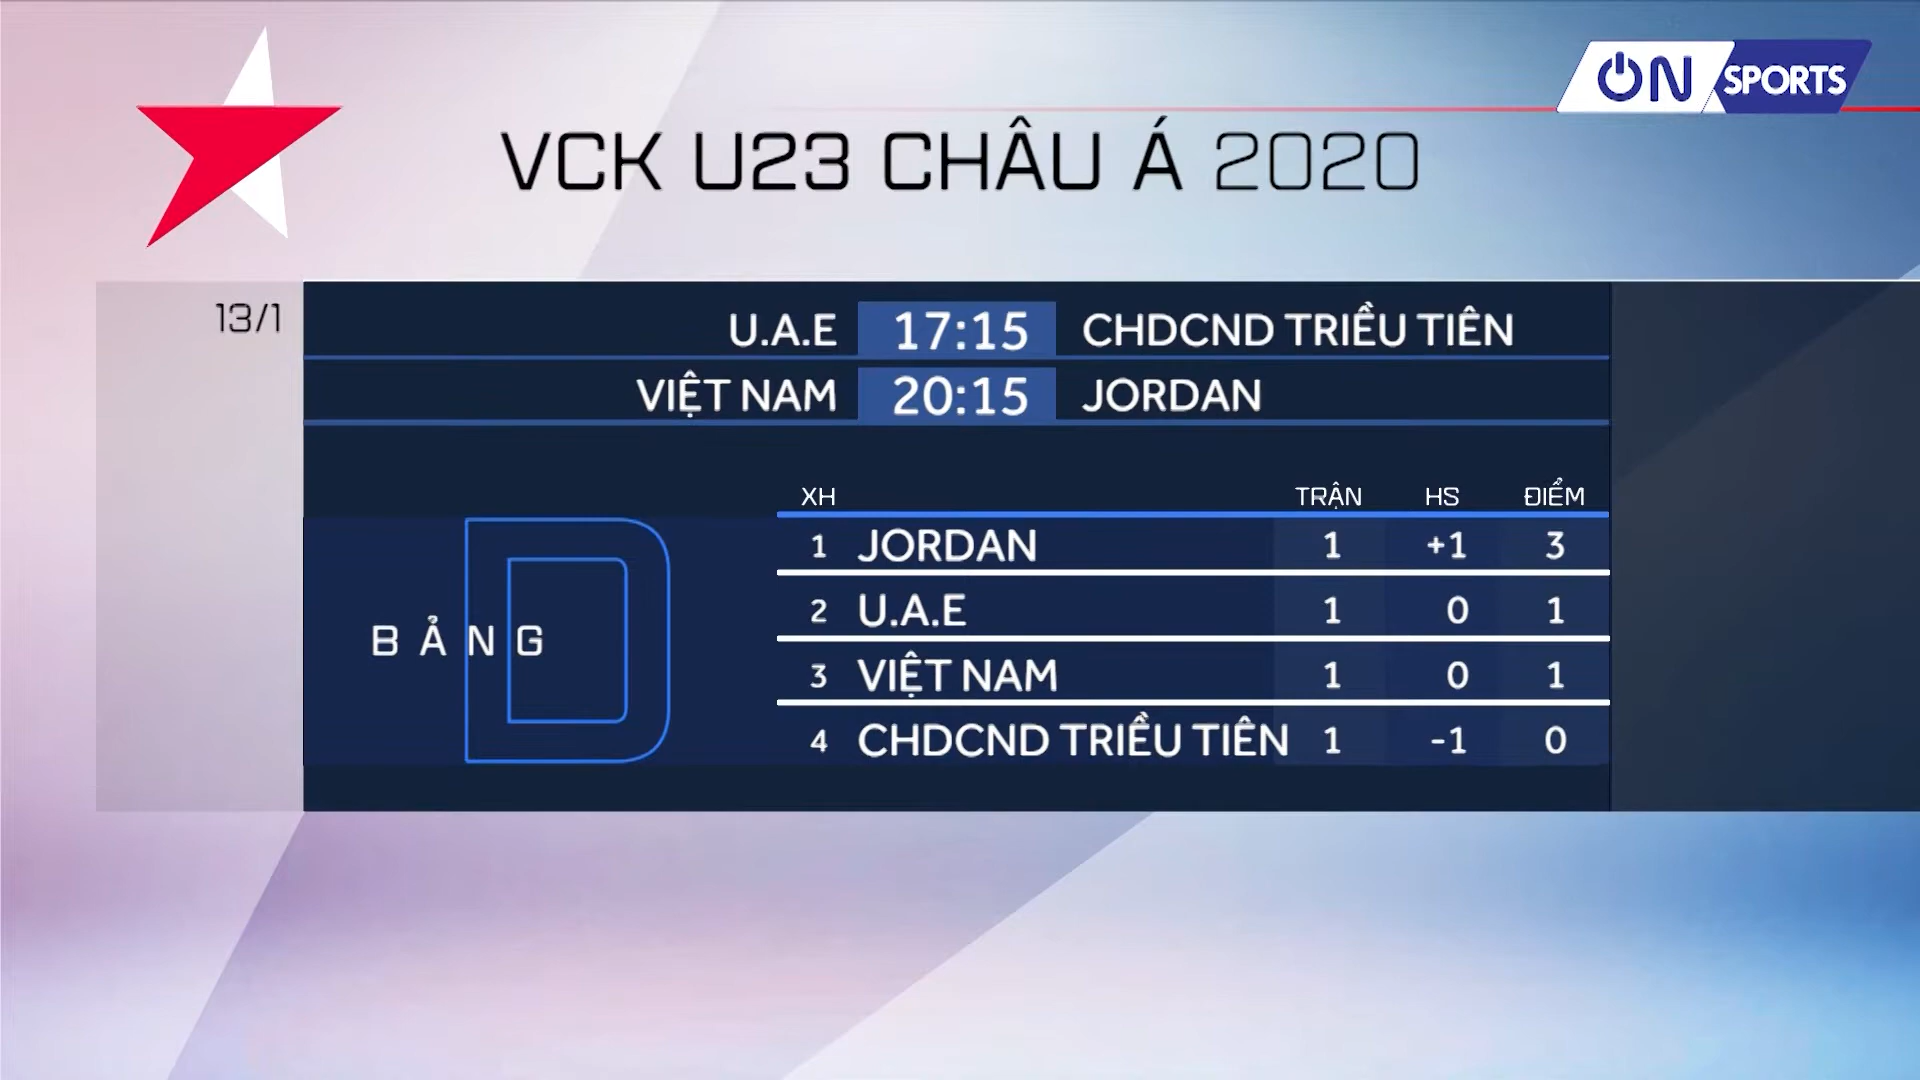 ON SPORTS
VCK U23 CHÂU Á 2020
13/1
U.A.E 17:15 CHDCND TRIỀU TIÊN
VIỆT NAM 20:15 JORDAN
XH TRẬN HS ĐIỂM
1 JORDAN 1 +1 3
2 U.A.E 1 0 1
3 VIỆT NAM 1 0 1
4 CHDCND TRIỀU TIÊN 1 -1 0
BẢNG D